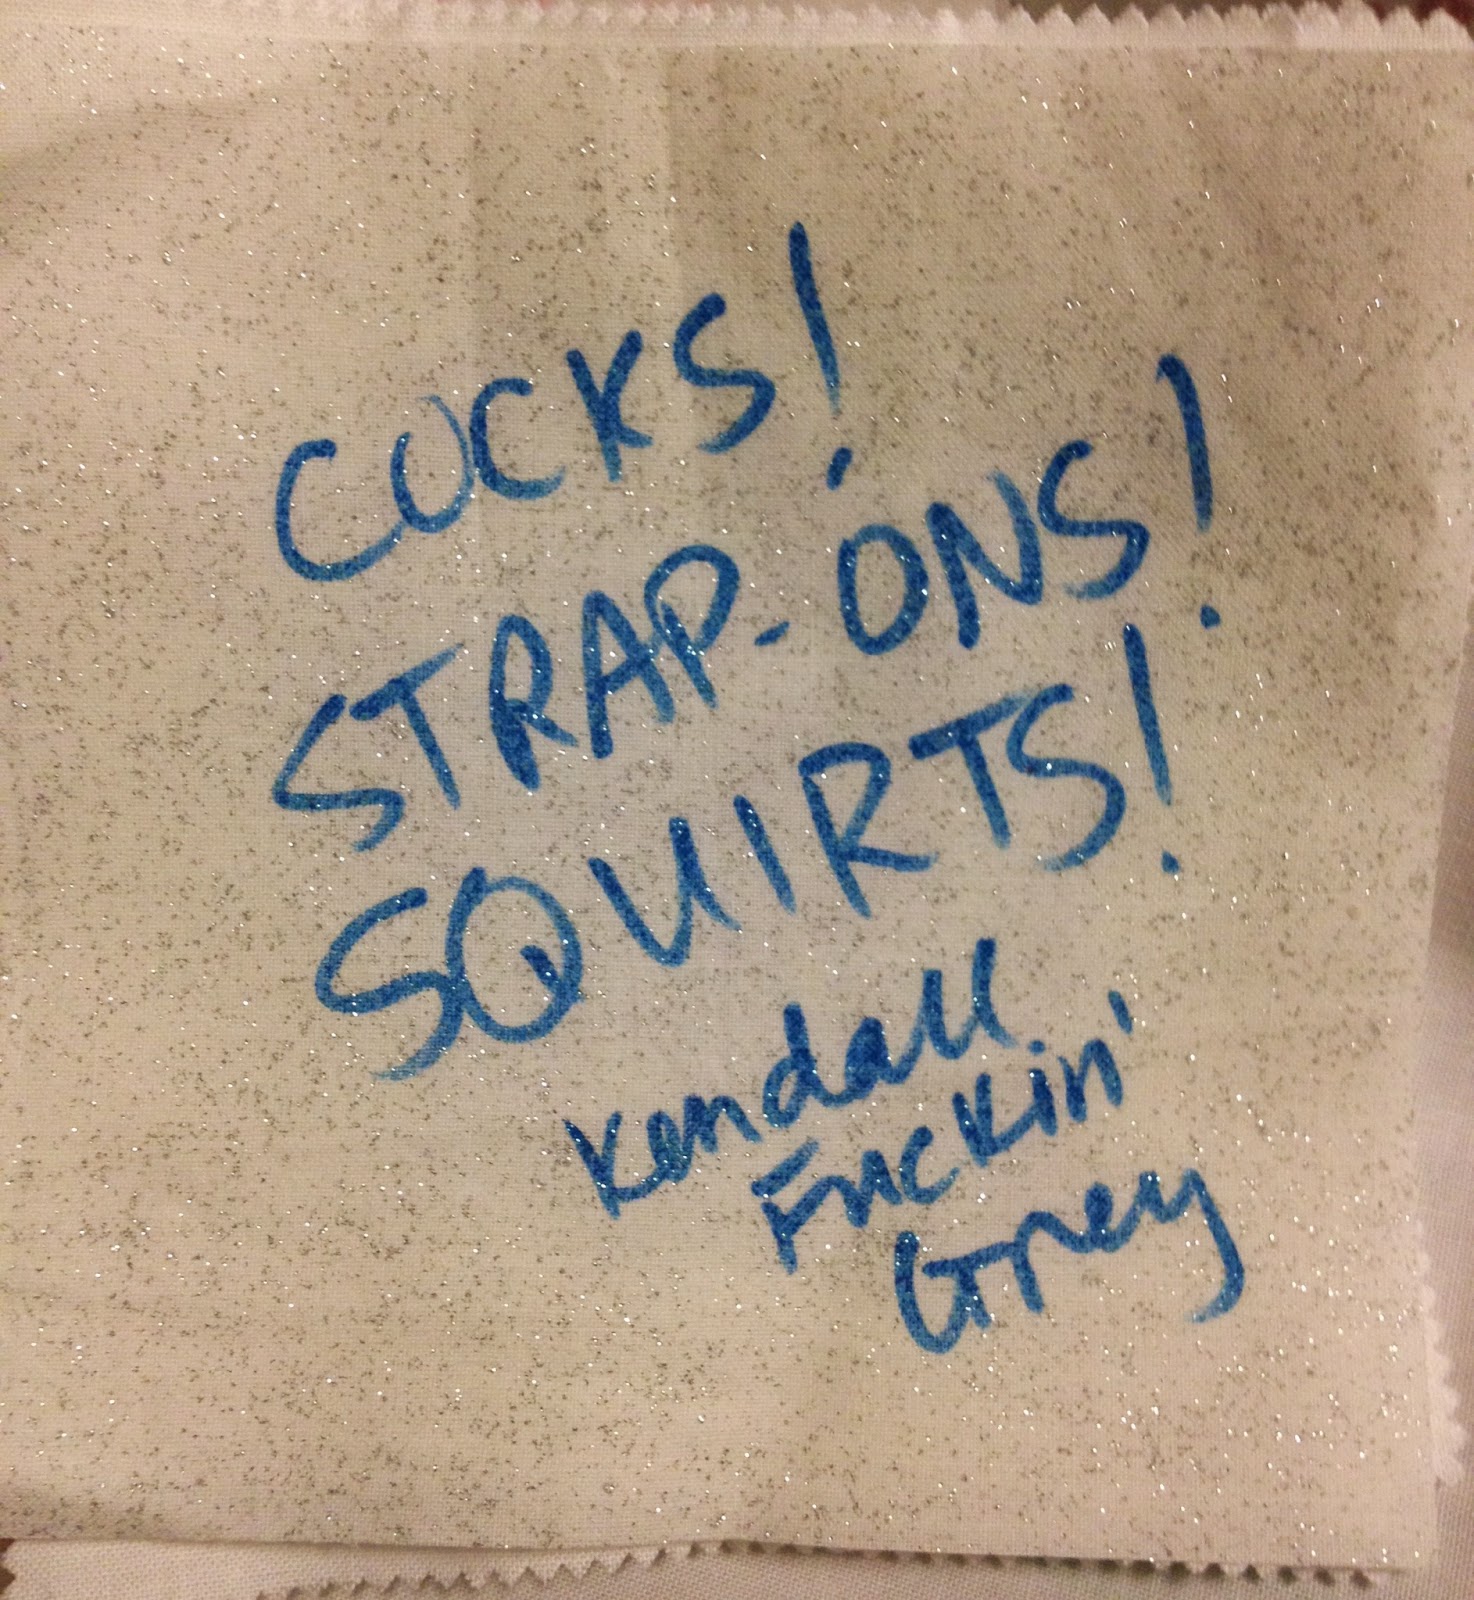 COCKS!
STRAP-ONS!
SQUIRTS!
Kendall
Fuckin'
Grey